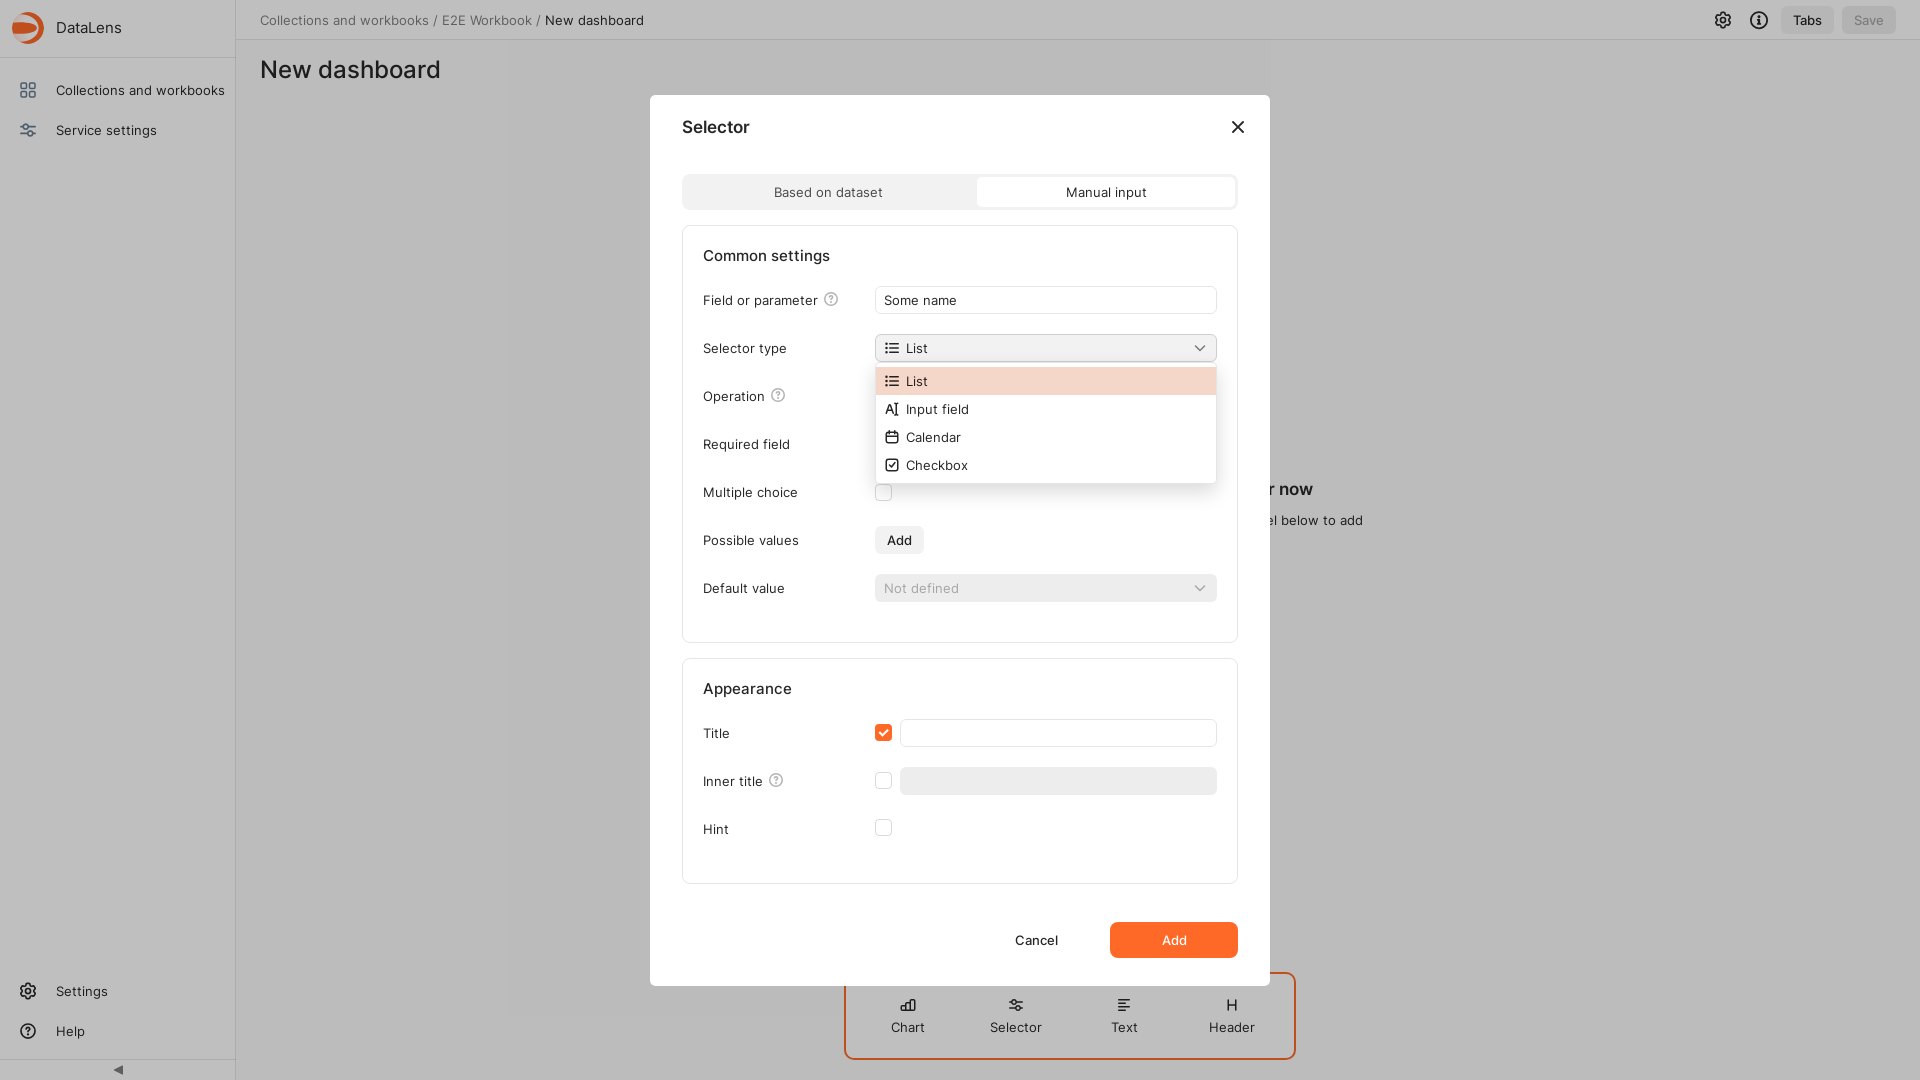 DataLens
Collections and workbooks / E2E Workbook / New dashboard
Tabs
Save
Collections and workbooks
Service settings
New dashboard
Selector
Based on dataset
Manual input
Common settings
Field or parameter
Some name
Selector type
List
List
Input field
Calendar
Checkbox
Operation
Required field
Multiple choice
Possible values
Add
Default value
Not defined
now
below to add
Appearance
Title
Inner title
Hint
Cancel
Add
Chart
Selector
Text
H
Header
Settings
Help